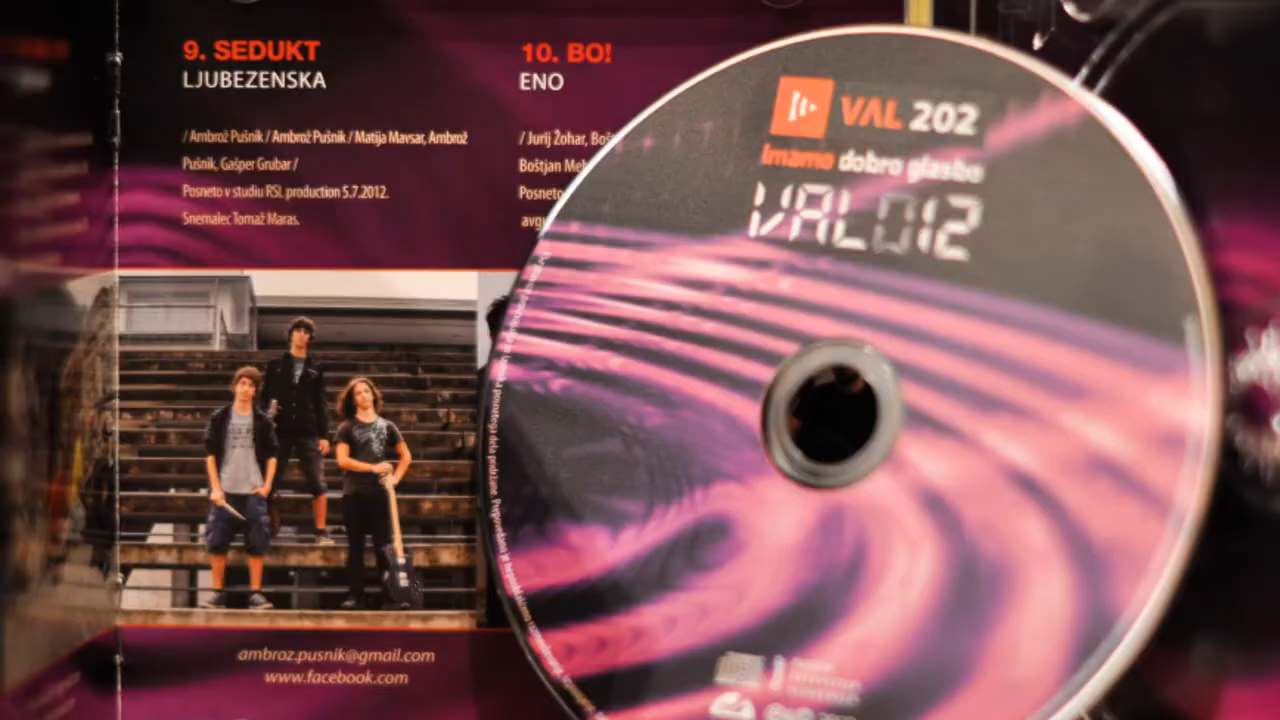 9. SEDUKT
LJUBEZENSKA
/ Ambrož Pušnik / Ambrož Pušnik / Matija Mavsar, Ambrož
Pušnik, Gašper Grubar /
Posneto v studiu RSL production 5.7.2012.
Snemalec Tomaž Maras.
ambroz.pusnik@gmail.com
www.facebook.com
10. BO!
ENO
/ Jurij Žohar,
Boštjan
Posneto
VAL 202
Imamo dobro glasbo
VAL012